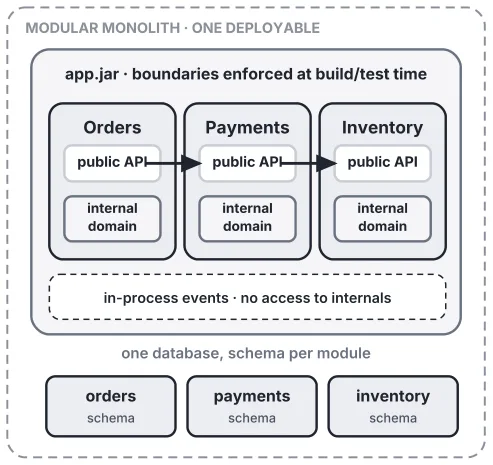 MODULAR MONOLITH · ONE DEPLOYABLE
app.jar · boundaries enforced at build/test time
Orders
Payments
Inventory
public API
public API
public API
internal
domain
internal
domain
internal
domain
in-process events · no access to internals
one database, schema per module
orders
schema
payments
schema
inventory
schema